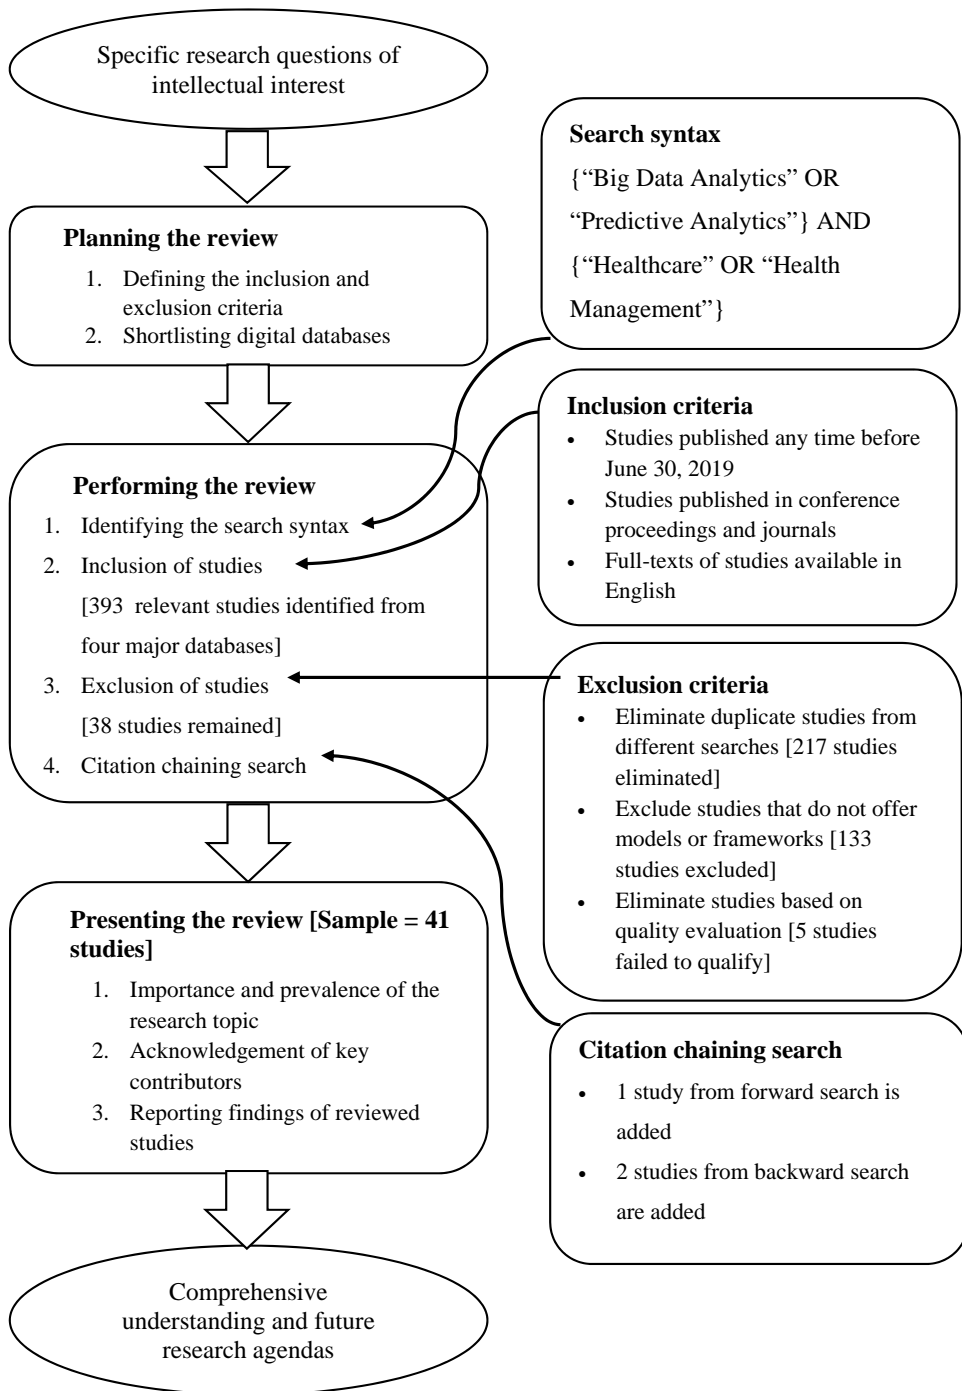 Specific research questions of
intellectual interest
Planning the review
1. Defining the inclusion and
exclusion criteria
2. Shortlisting digital databases
Performing the review
1. Identifying the search syntax
2. Inclusion of studies
[393 relevant studies identified from
four major databases]
3. Exclusion of studies
[38 studies remained]
4. Citation chaining search
Presenting the review [Sample = 41
studies]
1. Importance and prevalence of the
research topic
2. Acknowledgement of key
contributors
3. Reporting findings of reviewed
studies
Comprehensive
understanding and future
research agendas
Search syntax
{“Big Data Analytics” OR
“Predictive Analytics”} AND
{“Healthcare” OR “Health
Management”}
Inclusion criteria
• Studies published any time before
June 30, 2019
• Studies published in conference
proceedings and journals
• Full-texts of studies available in
English
Exclusion criteria
• Eliminate duplicate studies from
different searches [217 studies
eliminated]
• Exclude studies that do not offer
models or frameworks [133
studies excluded]
• Eliminate studies based on
quality evaluation [5 studies
failed to qualify]
Citation chaining search
• 1 study from forward search is
added
• 2 studies from backward search
are added